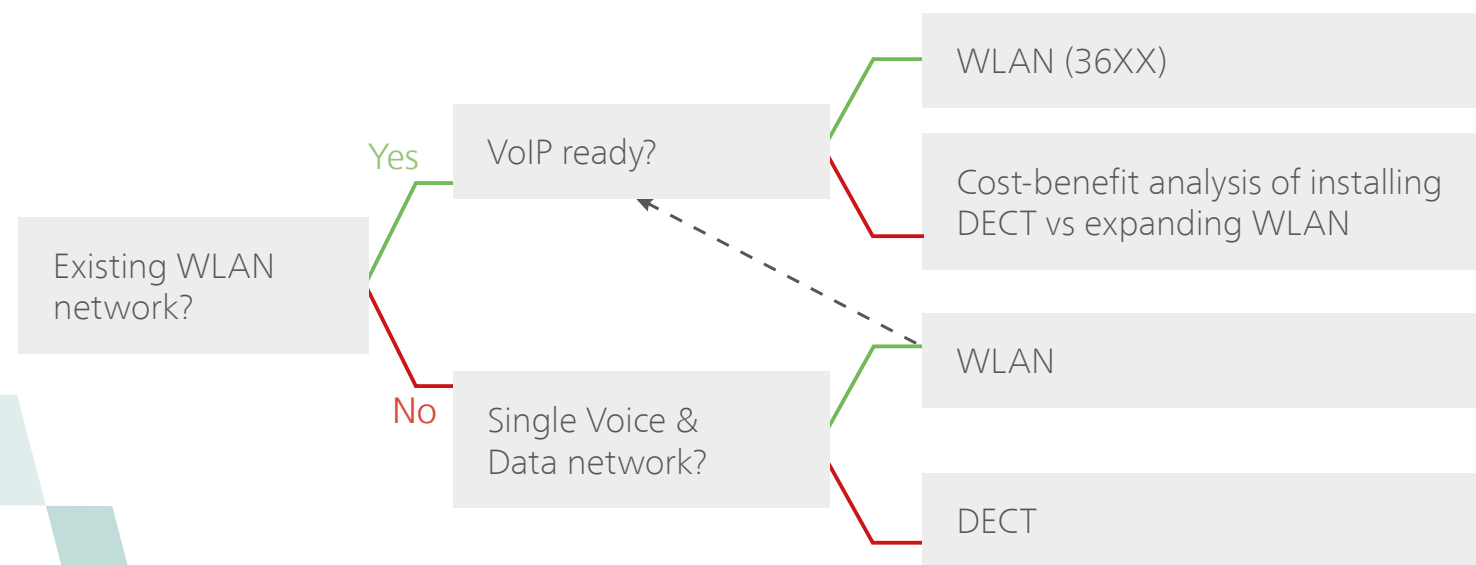 WLAN (36XX)
Yes
VoIP ready?
Cost-benefit analysis of installing
DECT vs expanding WLAN
Existing WLAN
network?
WLAN
No
Single Voice &
Data network?
DECT